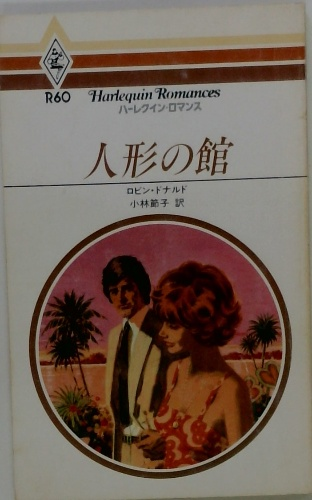 R60
Harlequin Romances
ハーレクイン・ロマンス
人形の館
ロビン・ドナルド
小林節子 訳